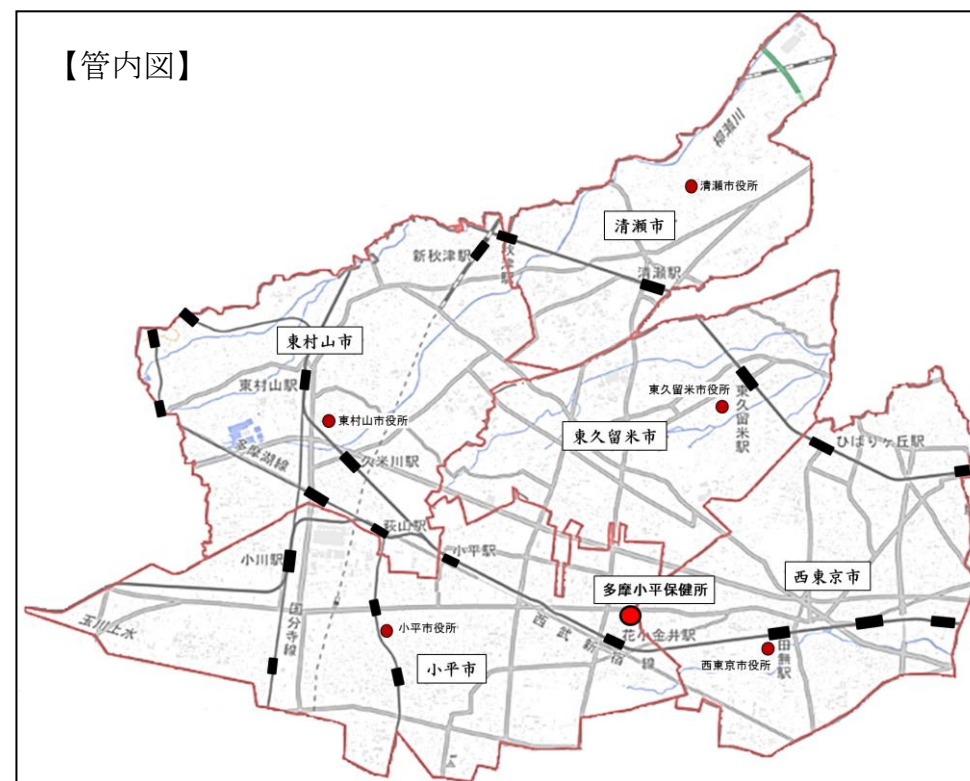 【管内図】
柳瀬川
清瀬市役所
清瀬市
新秋津駅
秋津駅
清瀬駅
東村山市
東村山駅
東村山市役所
東久留米市役所
東久留米駅
東久留米市
ひばりヶ丘駅
多摩湖線
久米川駅
萩山駅
小川駅
小平駅
西東京市
多摩小平保健所
玉川上水
国分寺線
小平市役所
西武新宿線
花小金井駅
田無駅
西東京市役所
小平市